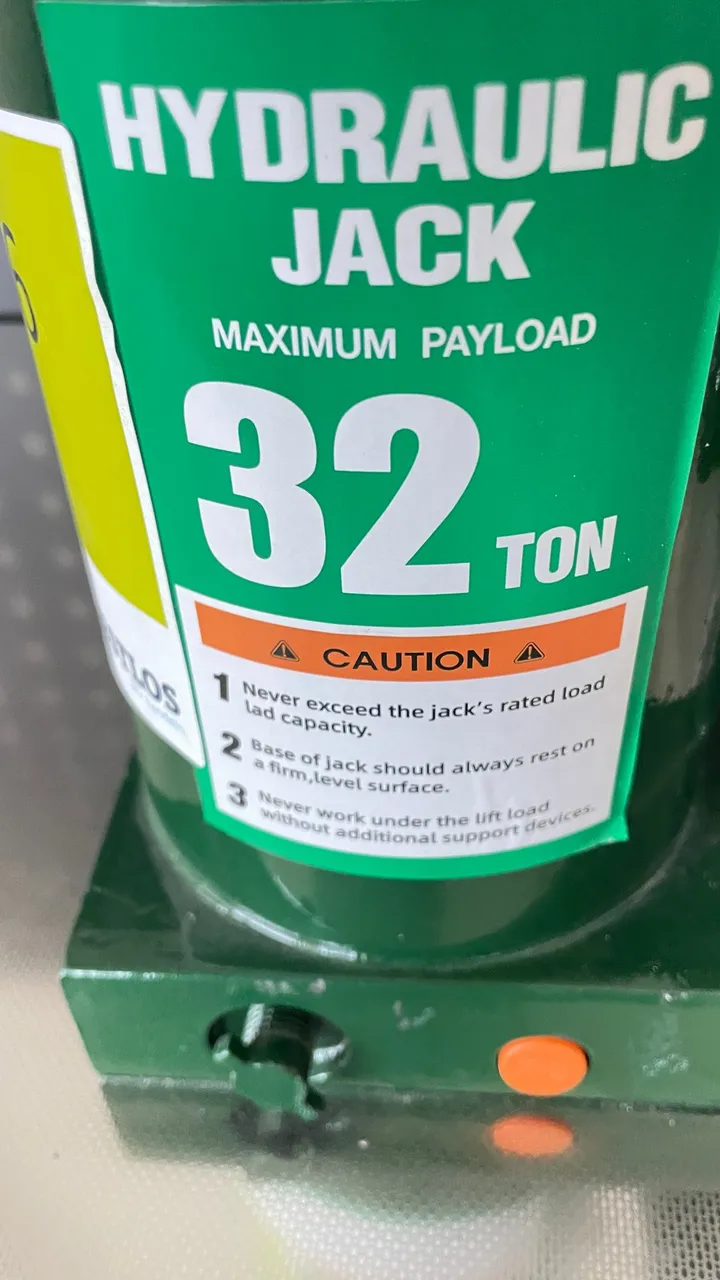 HYDRAULIC
JACK
MAXIMUM PAYLOAD
32 TON
CAUTION
1 Never exceed the jack's rated load
lad capacity.
2 Base of jack should always rest on
a firm,level surface.
3 Never work under the lift load
without additional support devices.